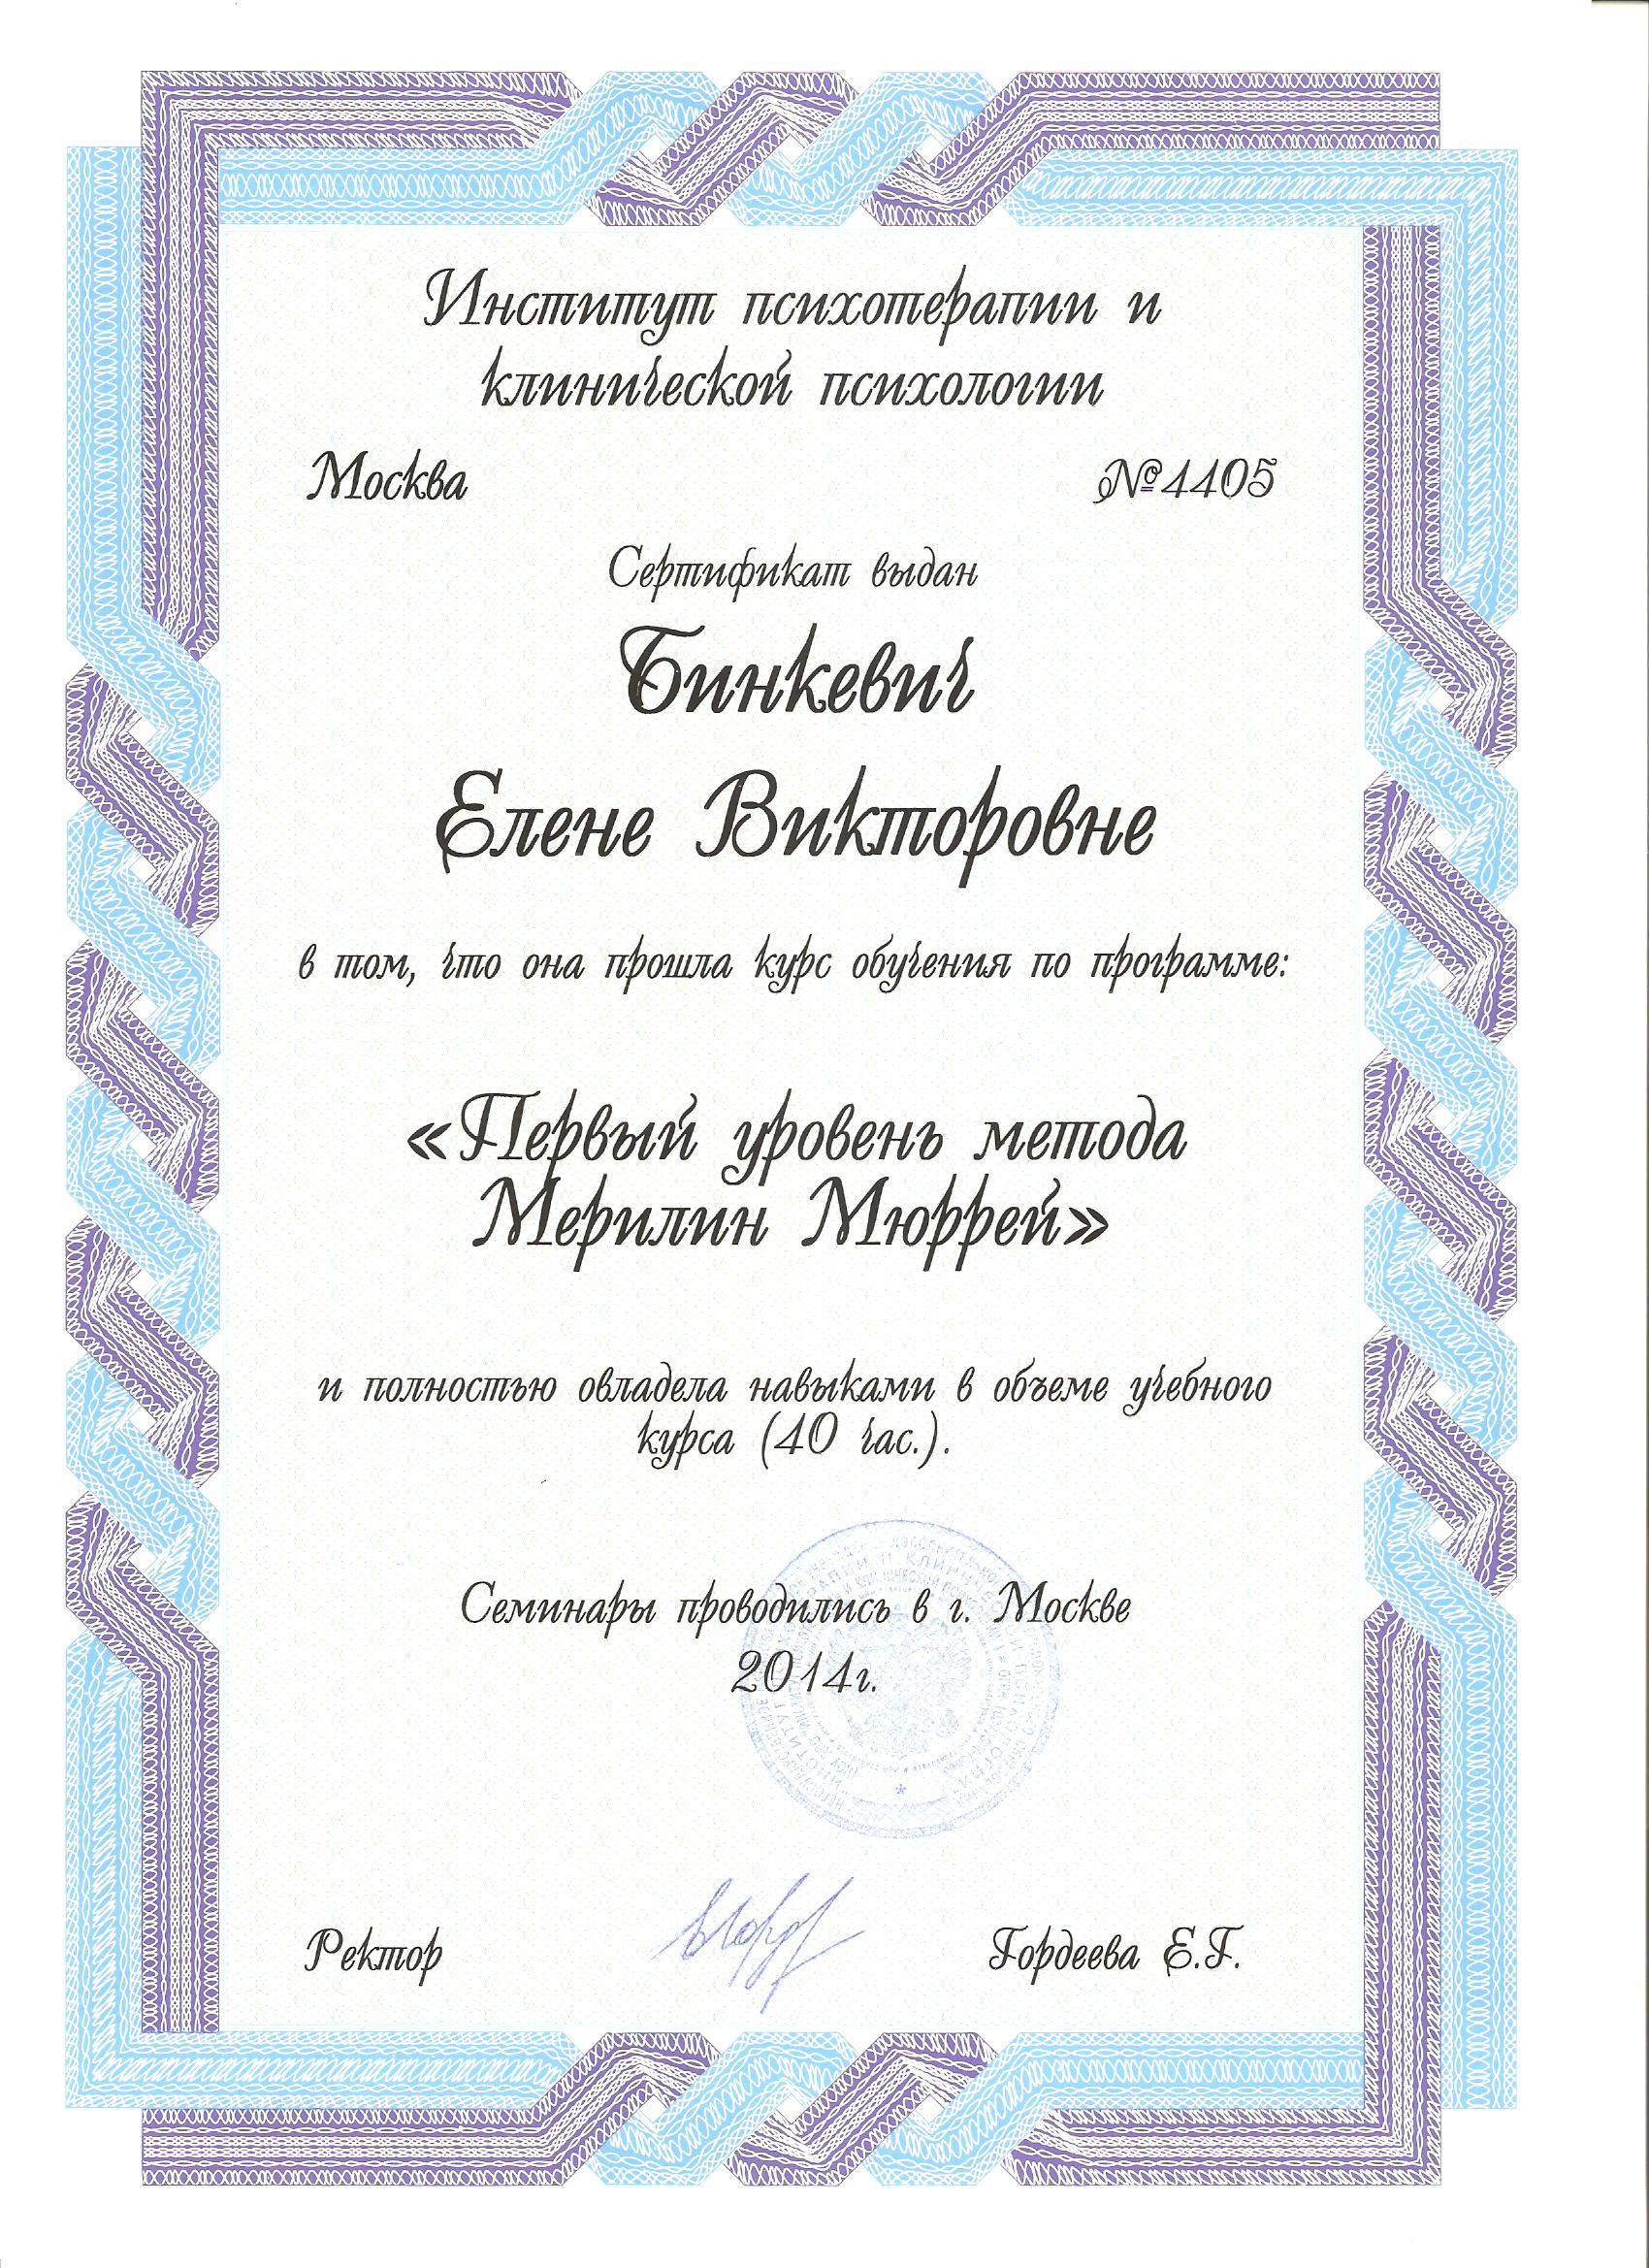 Институт психотерапии и
клинической психологии
Москва
№4405
Сертификат выдан
Бинкевич
Елене Викторовне
в том, что она прошла курс обучения по программе:
«Первый уровень метода
Мерилин Мюррей»
и полностью овладела навыками в объеме учебного
курса (40 час.).
Семинары проводились в г. Москве
2014г.
Ректор
Гордеева Е.Г.